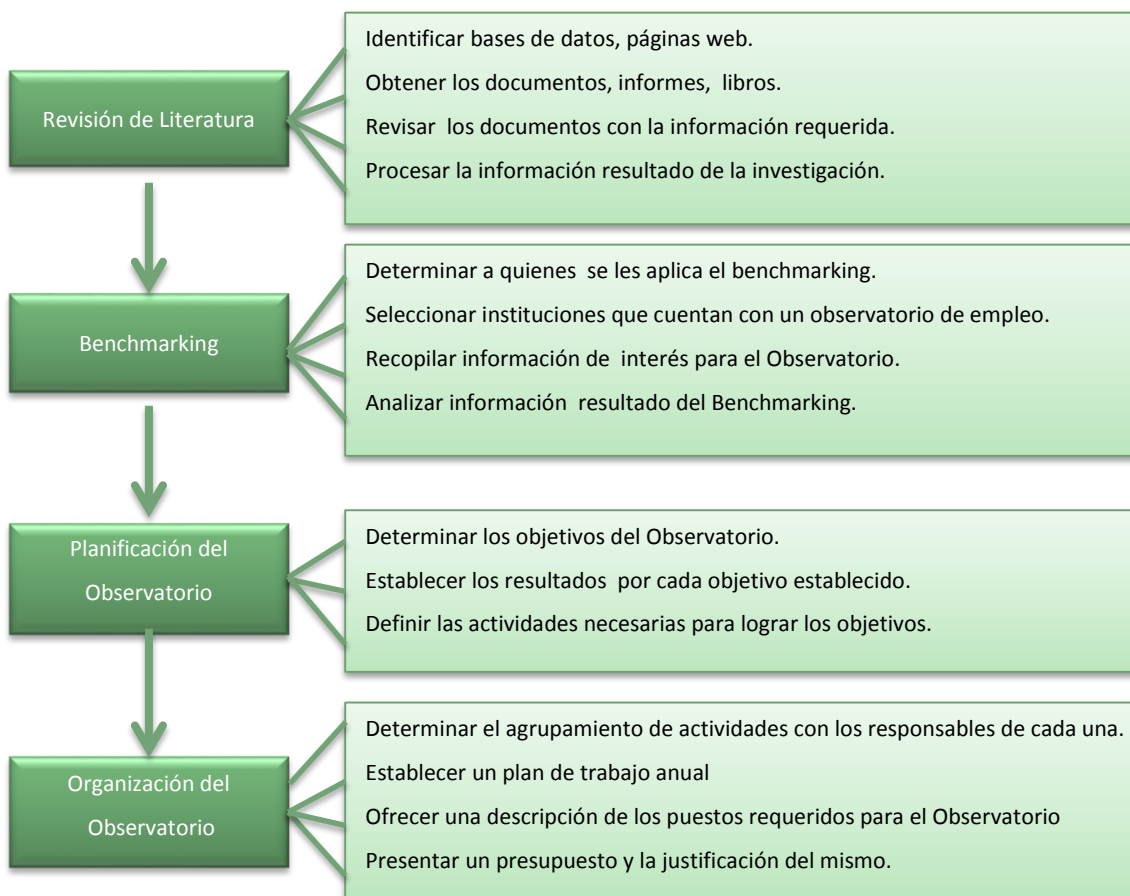 Revisión de Literatura
Identificar bases de datos, páginas web.
Obtener los documentos, informes, libros.
Revisar los documentos con la información requerida.
Procesar la información resultado de la investigación.
Benchmarking
Determinar a quienes se les aplica el benchmarking.
Seleccionar instituciones que cuentan con un observatorio de empleo.
Recopilar información de interés para el Observatorio.
Analizar información resultado del Benchmarking.
Planificación del
Observatorio
Determinar los objetivos del Observatorio.
Establecer los resultados por cada objetivo establecido.
Definir las actividades necesarias para lograr los objetivos.
Organización del
Observatorio
Determinar el agrupamiento de actividades con los responsables de cada una.
Establecer un plan de trabajo anual
Ofrecer una descripción de los puestos requeridos para el Observatorio
Presentar un presupuesto y la justificación del mismo.